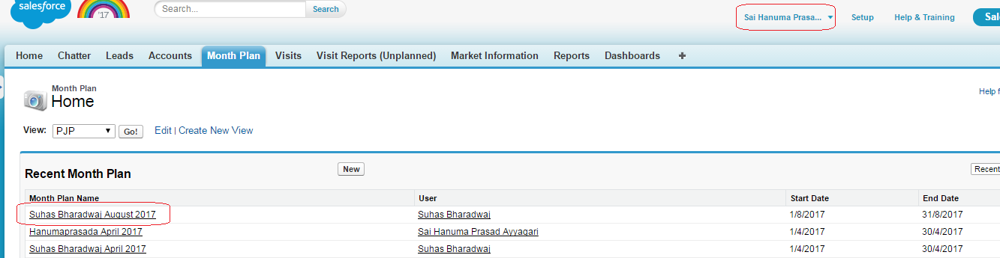 salesforce
'17
Search...
Search
Sai Hanuma Prasa...
Setup
Help & Training
Sal
Home Chatter Leads Accounts Month Plan Visits Visit Reports (Unplanned) Market Information Reports Dashboards +
Month Plan
Home
Help f
View: PJP Go! Edit | Create New View
Recent Month Plan New Recent
Month Plan Name User Start Date End Date
Suhas Bharadwaj August 2017 Suhas Bharadwaj 1/8/2017 31/8/2017
Hanumaprasada April 2017 Sai Hanuma Prasad Ayyagari 1/4/2017 30/4/2017
Suhas Bharadwaj April 2017 Suhas Bharadwaj 1/4/2017 30/4/2017